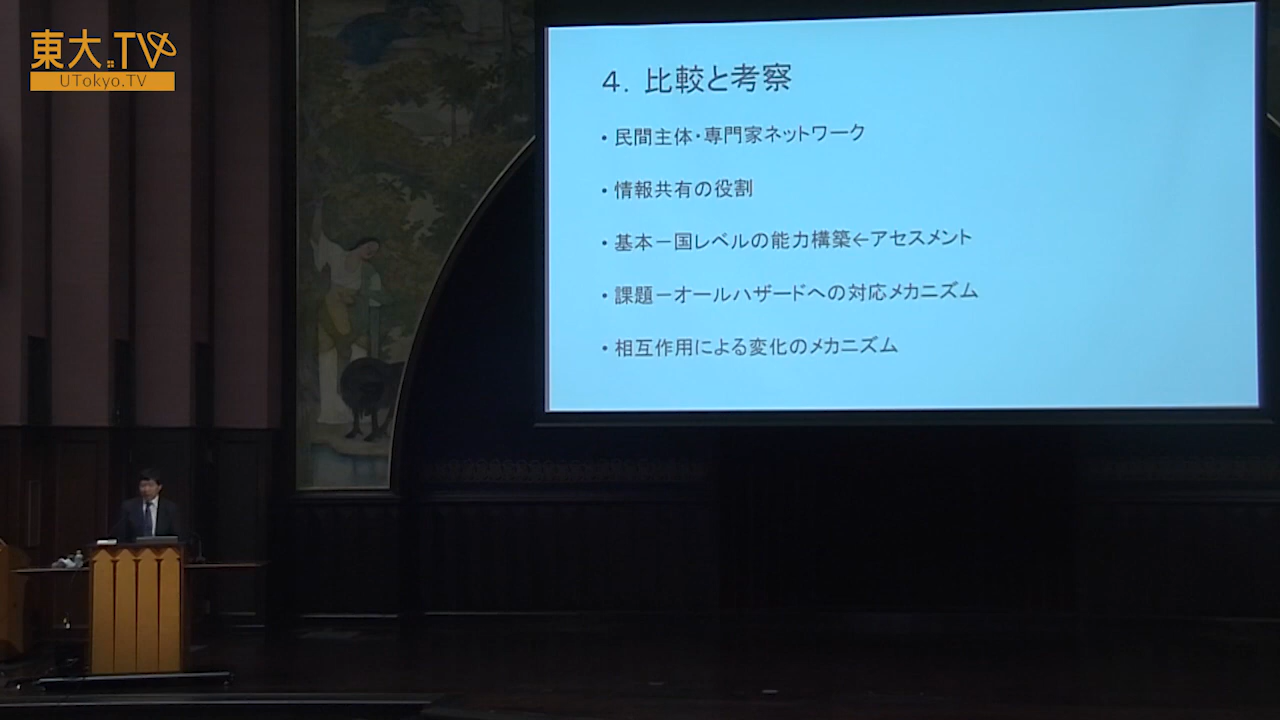 東大.TV
UTokyo.TV
４．比較と考察
・民間主体・専門家ネットワーク
・情報共有の役割
・基本－国レベルの能力構築←アセスメント
・課題－オールハザードへの対応メカニズム
・相互作用による変化のメカニズム